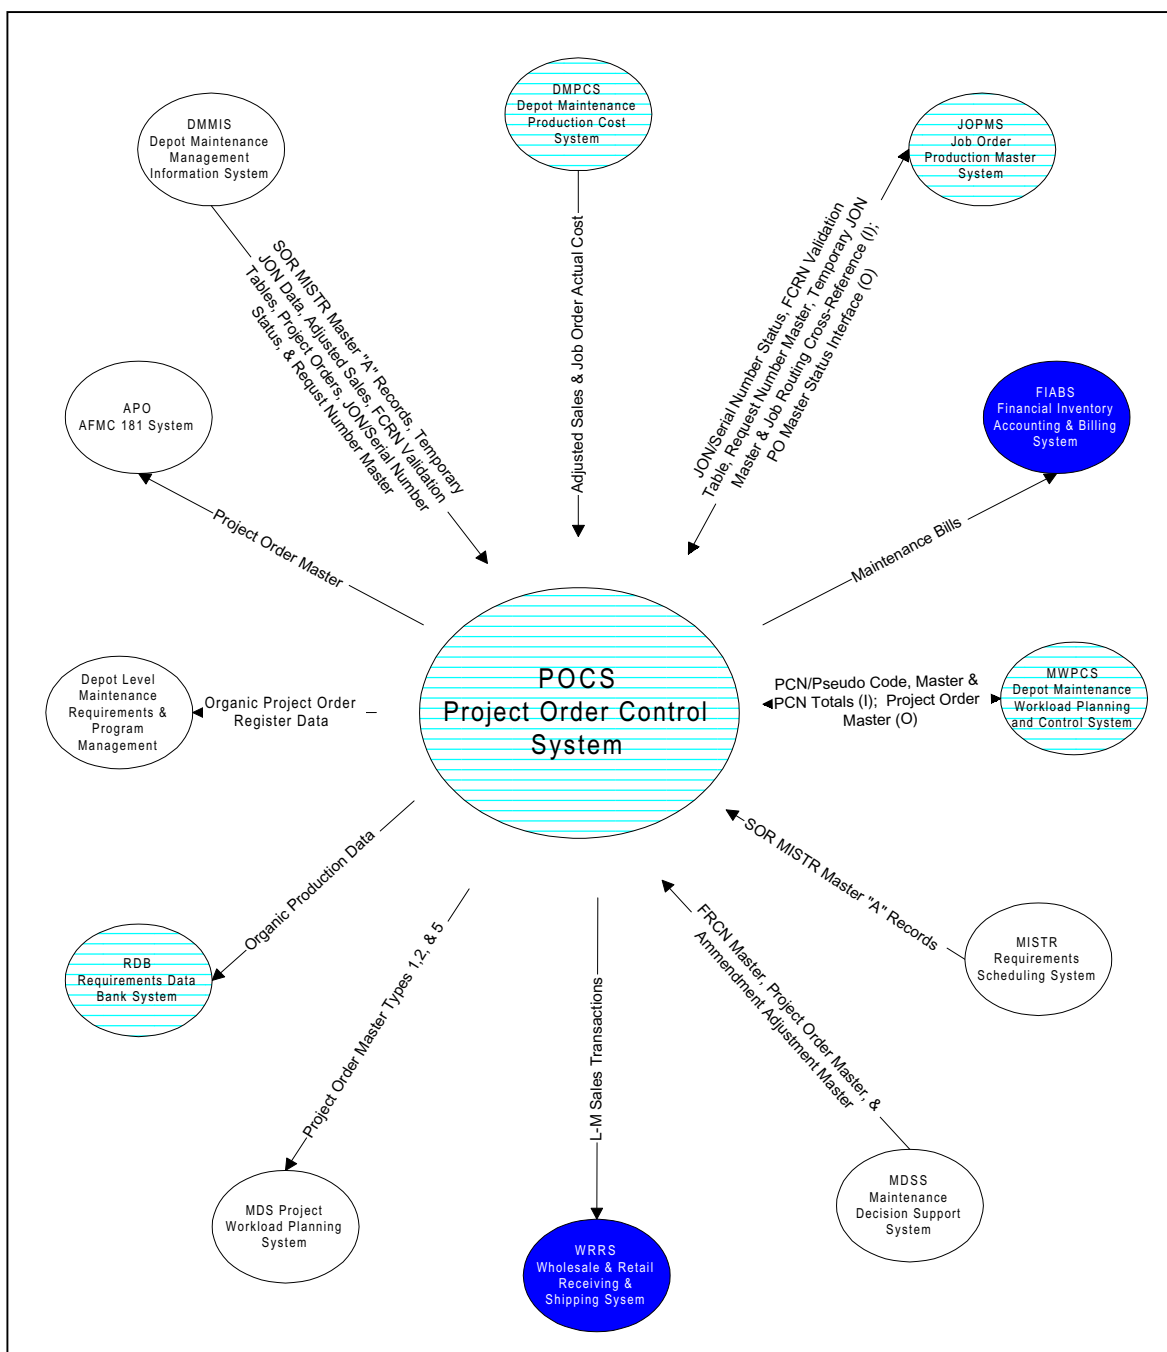 DMPCS
Depot Maintenance
Production Cost
System
DMMIS
Depot Maintenance
Management
Information System
JOPMS
Job Order
Production Master
System
SOR MISTR Master "A" Records, Temporary
JON Data, Adjusted Sales, FCRN Validation
Tables, Project Orders, JON/Serial Number
Status, & Requst Number Master
Adjusted Sales & Job Order Actual Cost
JON/Serial Number Status, FCRN Validation
Table, Request Number Master, Temporary JON
Master & Job Routing Cross-Reference (I);
PO Master Status Interface (O)
APO
AFMC 181 System
FIABS
Financial Inventory
Accounting & Billing
System
Project Order Master
Maintenance Bills
POCS
Project Order Control
System
Depot Level
Maintenance
Requirements &
Program
Management
Organic Project Order
Register Data
PCN/Pseudo Code, Master &
PCN Totals (I);  Project Order
Master (O)
MWPCS
Depot Maintenance
Workload Planning
and Control System
Organic Production Data
SOR MISTR Master "A" Records
RDB
Requirements Data
Bank System
MISTR
Requirements
Scheduling System
Project Order Master Types 1,2, & 5
L-M Sales Transactions
FRCN Master, Project Order Master, &
Ammendment Adjustment Master
MDS Project
Workload Planning
System
WRRS
Wholesale & Retail
Receiving &
Shipping Sysem
MDSS
Maintenance
Decision Support
System